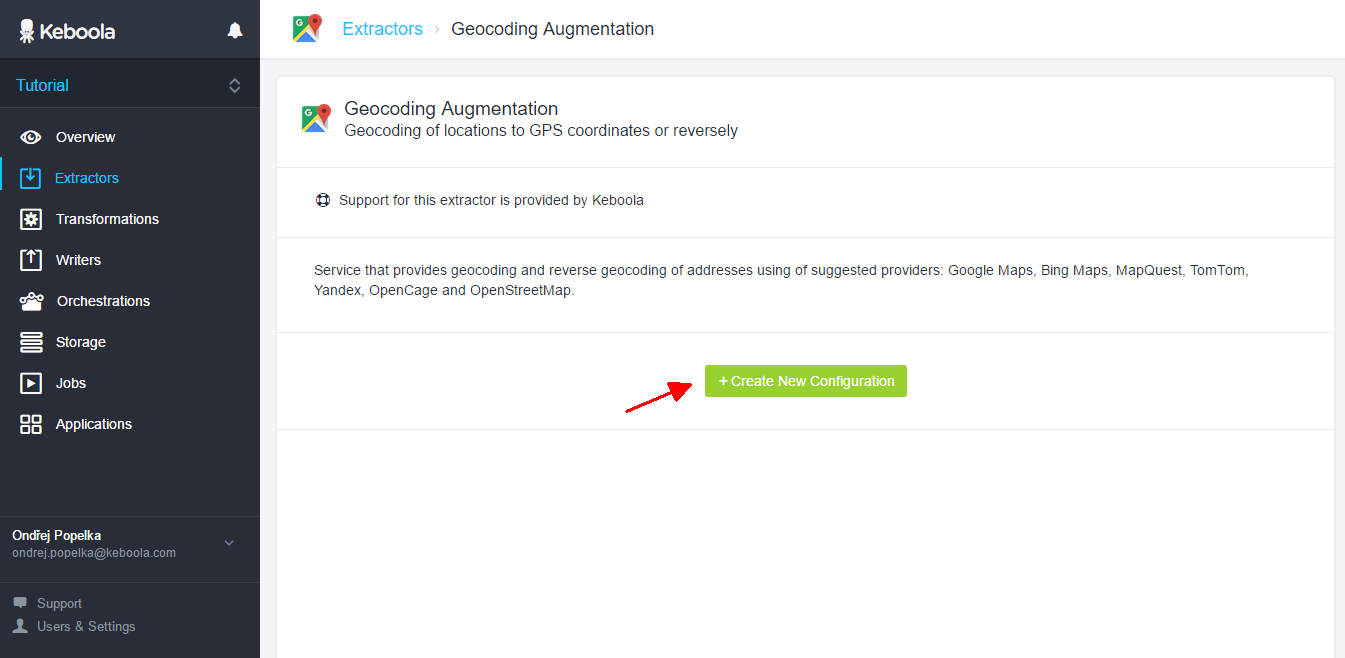 Keboola
Extractors > Geocoding Augmentation
Tutorial
Overview
Extractors
Transformations
Writers
Orchestrations
Storage
Jobs
Applications
Ondřej Popelka
ondrej.popelka@keboola.com
Support
Users & Settings
G
Geocoding Augmentation
Geocoding of locations to GPS coordinates or reversely
Support for this extractor is provided by Keboola
Service that provides geocoding and reverse geocoding of addresses using of suggested providers: Google Maps, Bing Maps, MapQuest, TomTom,
Yandex, OpenCage and OpenStreetMap.
+ Create New Configuration